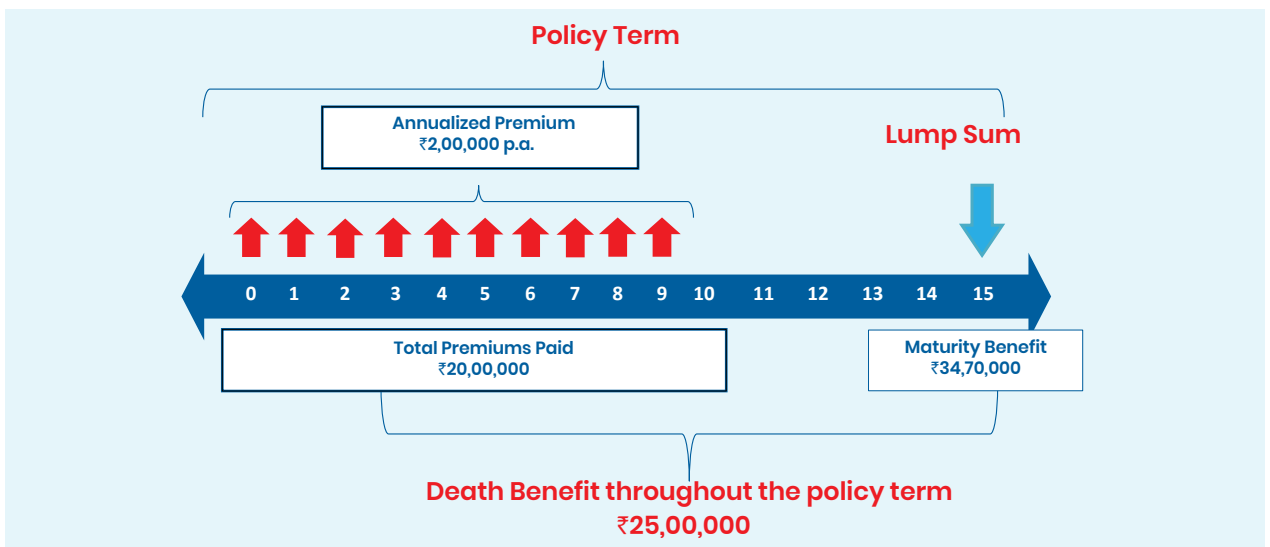 Policy Term
Annualized Premium
₹2,00,000 p.a.
Lump Sum
0 1 2 3 4 5 6 7 8 9 10 11 12 13 14 15
Total Premiums Paid
₹20,00,000
Maturity Benefit
₹34,70,000
Death Benefit throughout the policy term
₹25,00,000